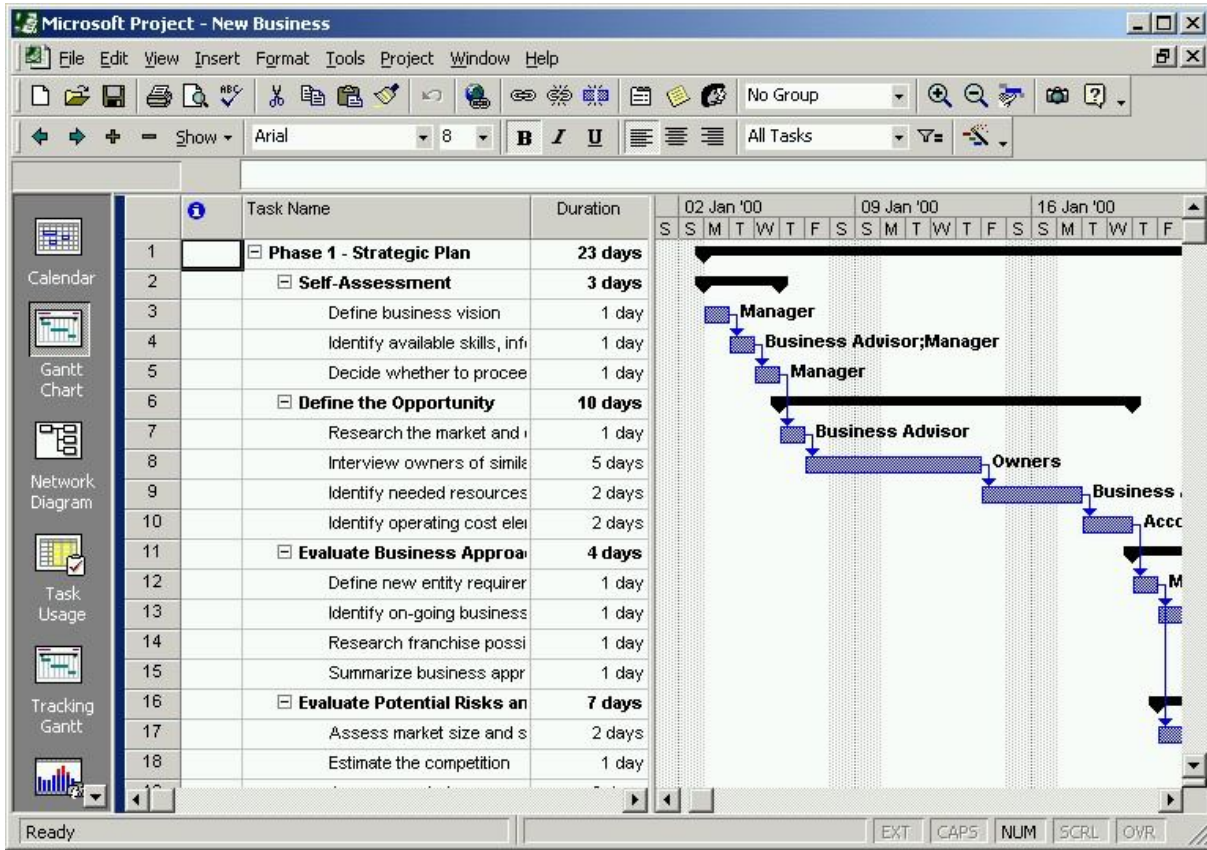 Microsoft Project - New Business
File Edit View Insert Format Tools Project Window Help
ABC No Group
Show Arial 8 B I U All Tasks
Task Name Duration 02 Jan '00 09 Jan '00 16 Jan '00
S S M T W T F S S M T W T F S S M T W T F
1 Phase 1 - Strategic Plan 23 days
2 Self-Assessment 3 days
3 Define business vision 1 day Manager
4 Identify available skills, inf 1 day Business Advisor;Manager
5 Decide whether to procee 1 day Manager
6 Define the Opportunity 10 days
7 Research the market and 1 day Business Advisor
8 Interview owners of simila 5 days Owners
9 Identify needed resources 2 days Business
10 Identify operating cost ele 2 days Acco
11 Evaluate Business Approa 4 days
12 Define new entity requirer 1 day M
13 Identify on-going business 1 day
14 Research franchise possi 1 day
15 Summarize business appr 1 day
16 Evaluate Potential Risks an 7 days
17 Assess market size and s 2 days
18 Estimate the competition 1 day
Calendar
Gantt
Chart
Network
Diagram
Task
Usage
Tracking
Gantt
Ready EXT CAPS NUM SCRL OVR